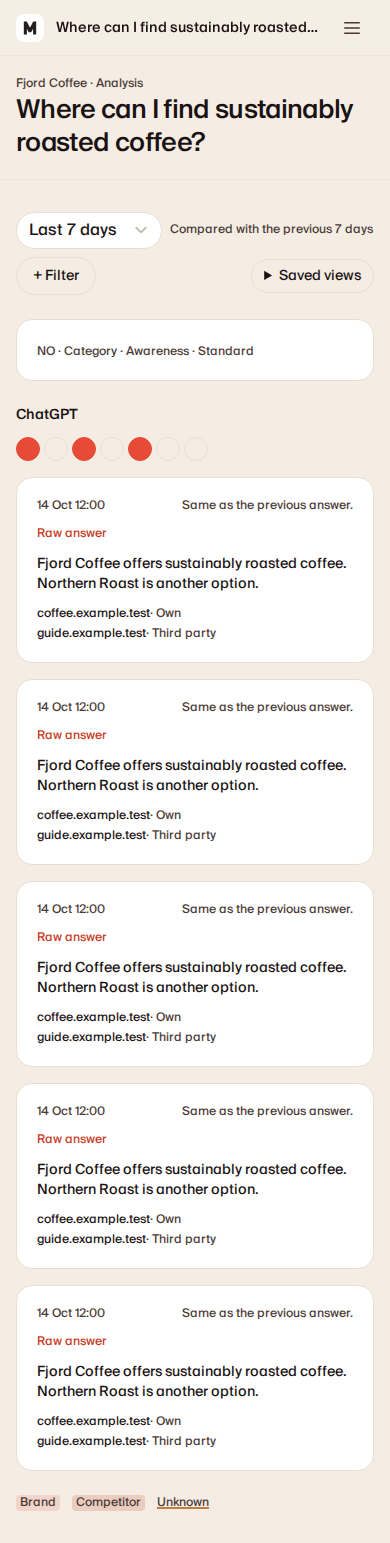 M Where can I find sustainably roasted...
Fjord Coffee · Analysis
Where can I find sustainably
roasted coffee?
Last 7 days Compared with the previous 7 days
+ Filter Saved views
NO · Category · Awareness · Standard
ChatGPT
14 Oct 12:00 Same as the previous answer.
Raw answer
Fjord Coffee offers sustainably roasted coffee.
Northern Roast is another option.
coffee.example.test· Own
guide.example.test· Third party
14 Oct 12:00 Same as the previous answer.
Raw answer
Fjord Coffee offers sustainably roasted coffee.
Northern Roast is another option.
coffee.example.test· Own
guide.example.test· Third party
14 Oct 12:00 Same as the previous answer.
Raw answer
Fjord Coffee offers sustainably roasted coffee.
Northern Roast is another option.
coffee.example.test· Own
guide.example.test· Third party
14 Oct 12:00 Same as the previous answer.
Raw answer
Fjord Coffee offers sustainably roasted coffee.
Northern Roast is another option.
coffee.example.test· Own
guide.example.test· Third party
14 Oct 12:00 Same as the previous answer.
Raw answer
Fjord Coffee offers sustainably roasted coffee.
Northern Roast is another option.
coffee.example.test· Own
guide.example.test· Third party
Brand Competitor Unknown